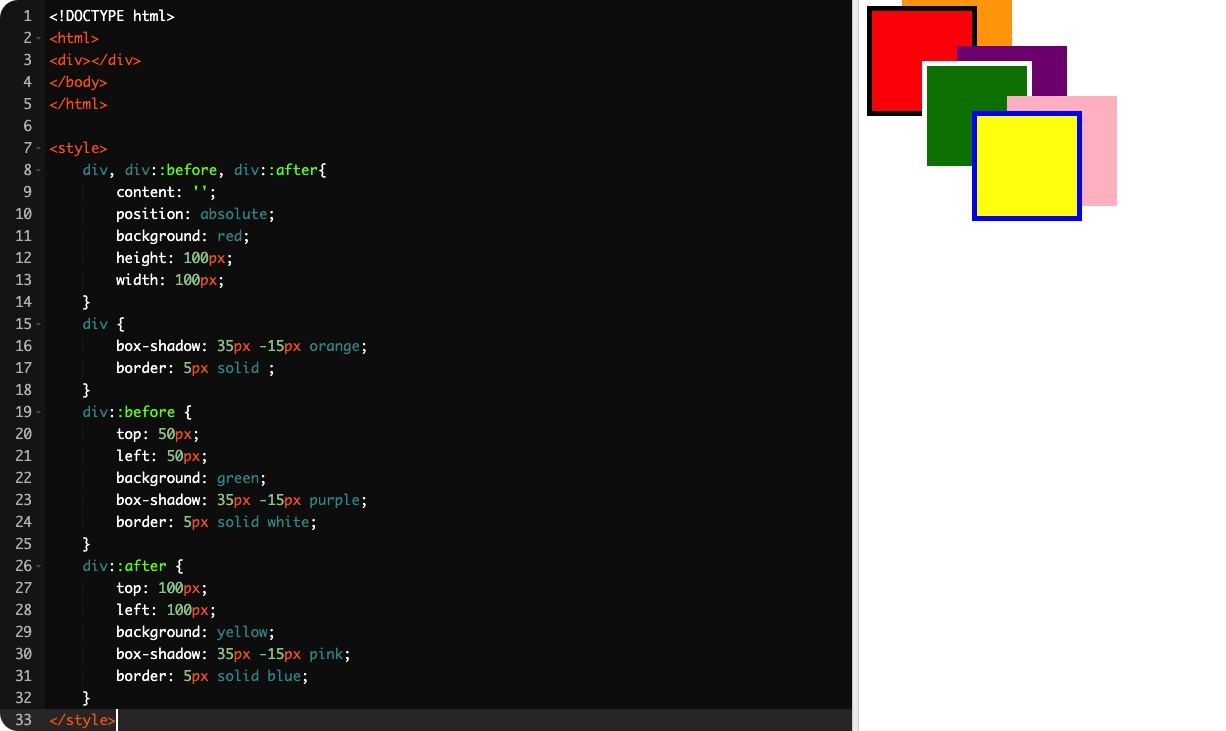 1 <!DOCTYPE html>
2 <html>
3 <div></div>
4 </body>
5 </html>
6
7 <style>
8     div, div::before, div::after{
9         content: '';
10         position: absolute;
11         background: red;
12         height: 100px;
13         width: 100px;
14     }
15     div {
16         box-shadow: 35px -15px orange;
17         border: 5px solid ;
18     }
19     div::before {
20         top: 50px;
21         left: 50px;
22         background: green;
23         box-shadow: 35px -15px purple;
24         border: 5px solid white;
25     }
26     div::after {
27         top: 100px;
28         left: 100px;
29         background: yellow;
30         box-shadow: 35px -15px pink;
31         border: 5px solid blue;
32     }
33 </style>